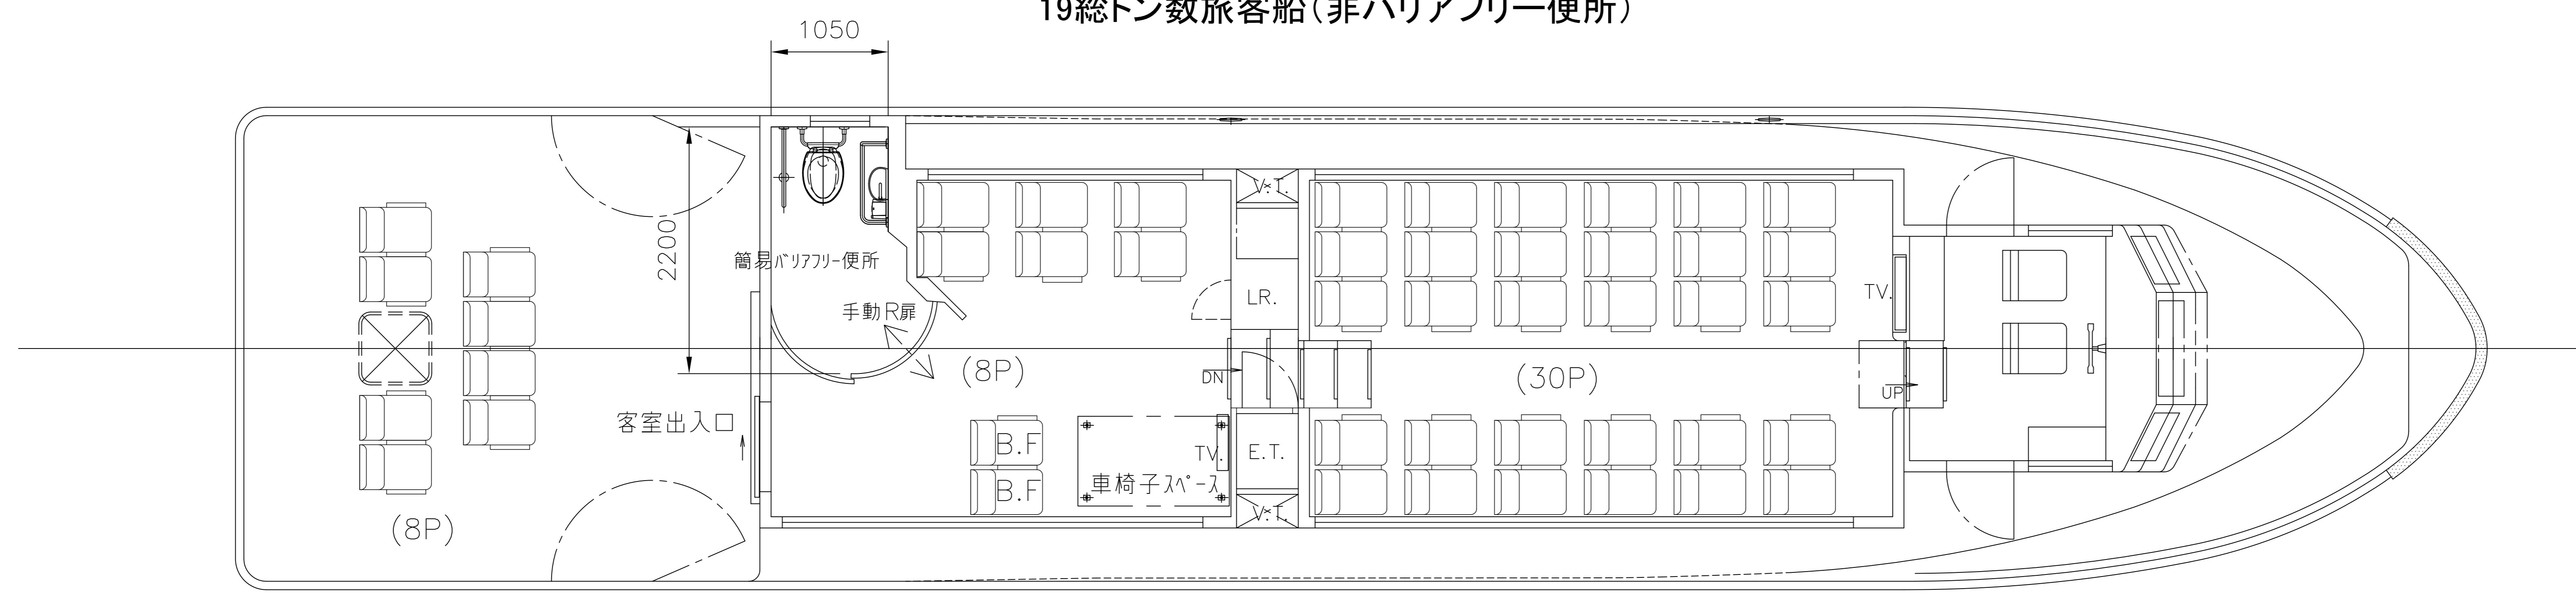 19総トン数旅客船（非バリアフリー便所）
1050
2200
簡易バリアフリー便所
手動R扉
客室出入口
(8P)
(8P)
B.F
B.F
車椅子スペース
TV.
V.T.
LR.
DN
E.T.
V.T.
(30P)
TV.
UP